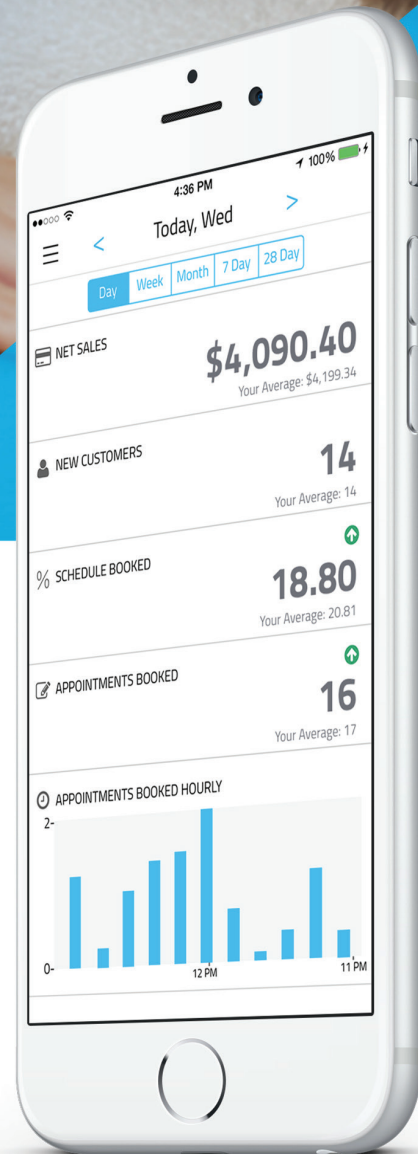 4:36 PM
100%
< Today, Wed >
Day Week Month 7 Day 28 Day
NET SALES
$4,090.40
Your Average: $4,199.34
NEW CUSTOMERS
14
Your Average: 14
% SCHEDULE BOOKED
18.80
Your Average: 20.81
APPOINTMENTS BOOKED
16
Your Average: 17
APPOINTMENTS BOOKED HOURLY
2-
0-
12 PM 11 PM